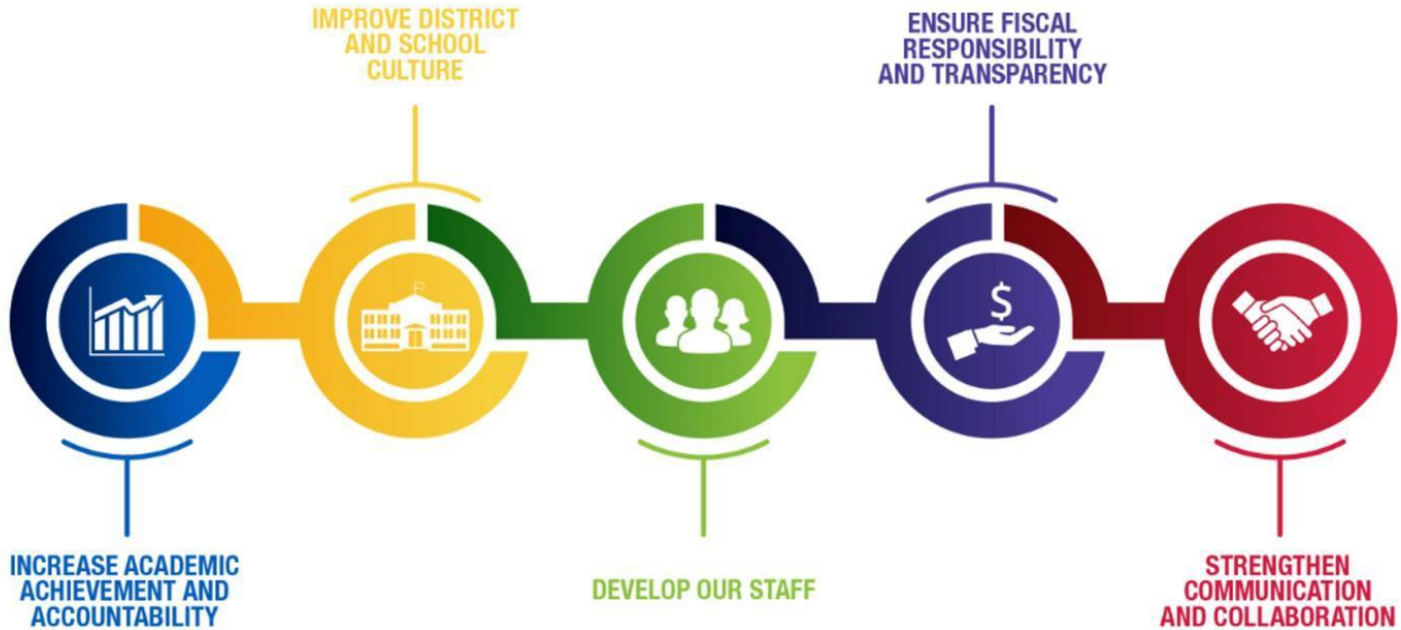 IMPROVE DISTRICT
AND SCHOOL
CULTURE
ENSURE FISCAL
RESPONSIBILITY
AND TRANSPARENCY
$
INCREASE ACADEMIC
ACHIEVEMENT AND
ACCOUNTABILITY
DEVELOP OUR STAFF
STRENGTHEN
COMMUNICATION
AND COLLABORATION